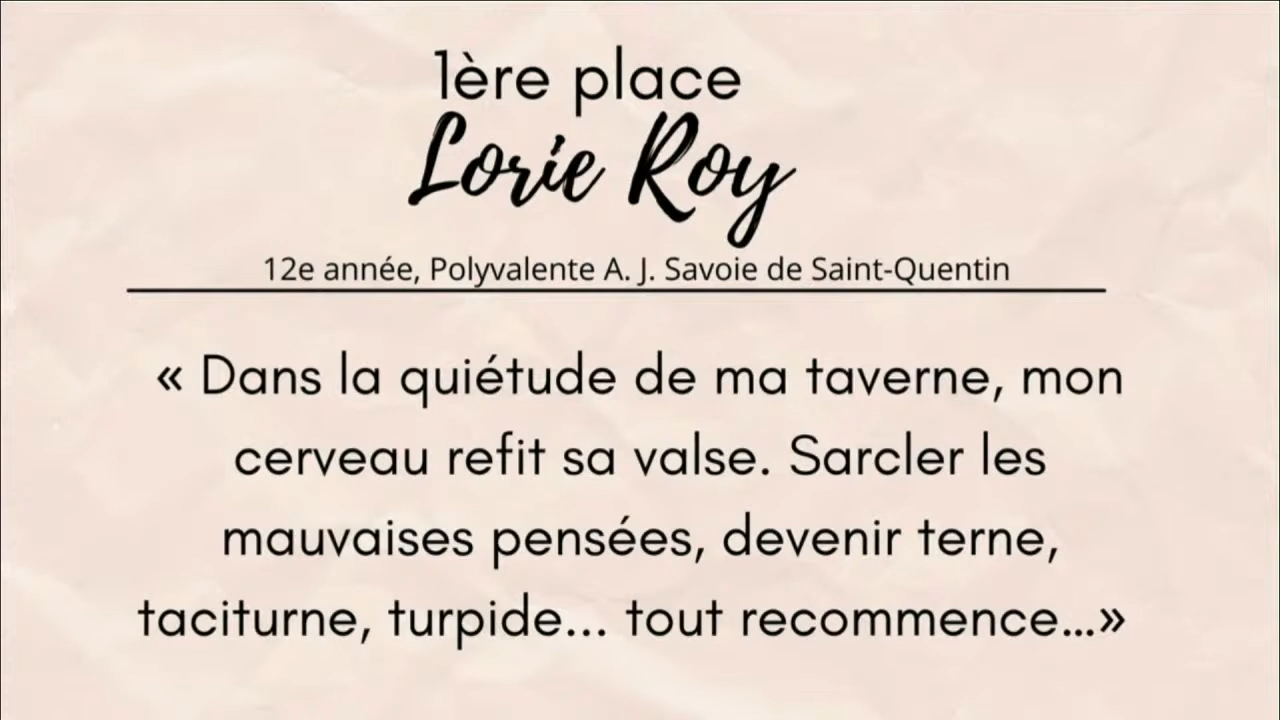 1ère place
Lorie Roy
12e année, Polyvalente A. J. Savoie de Saint-Quentin
« Dans la quiétude de ma taverne, mon
cerveau refit sa valse. Sarcler les
mauvaises pensées, devenir terne,
taciturne, turpide... tout recommence...»